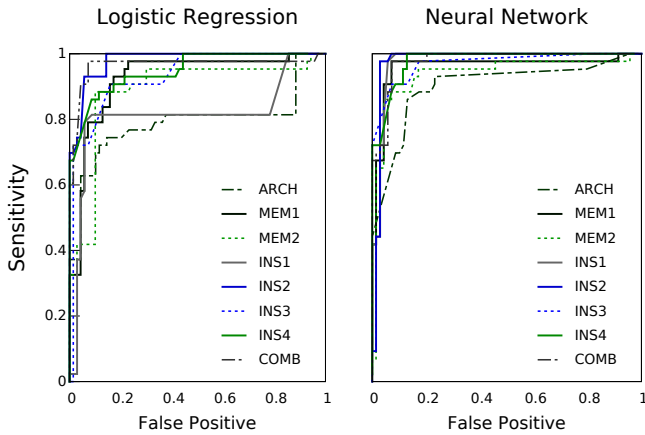 Logistic Regression
Neural Network
Sensitivity
1
0.8
0.6
0.4
0.2
0
ARCH
MEM1
MEM2
INS1
INS2
INS3
INS4
COMB
0 0.2 0.4 0.6 0.8 1
False Positive
ARCH
MEM1
MEM2
INS1
INS2
INS3
INS4
COMB
0 0.2 0.4 0.6 0.8 1
False Positive